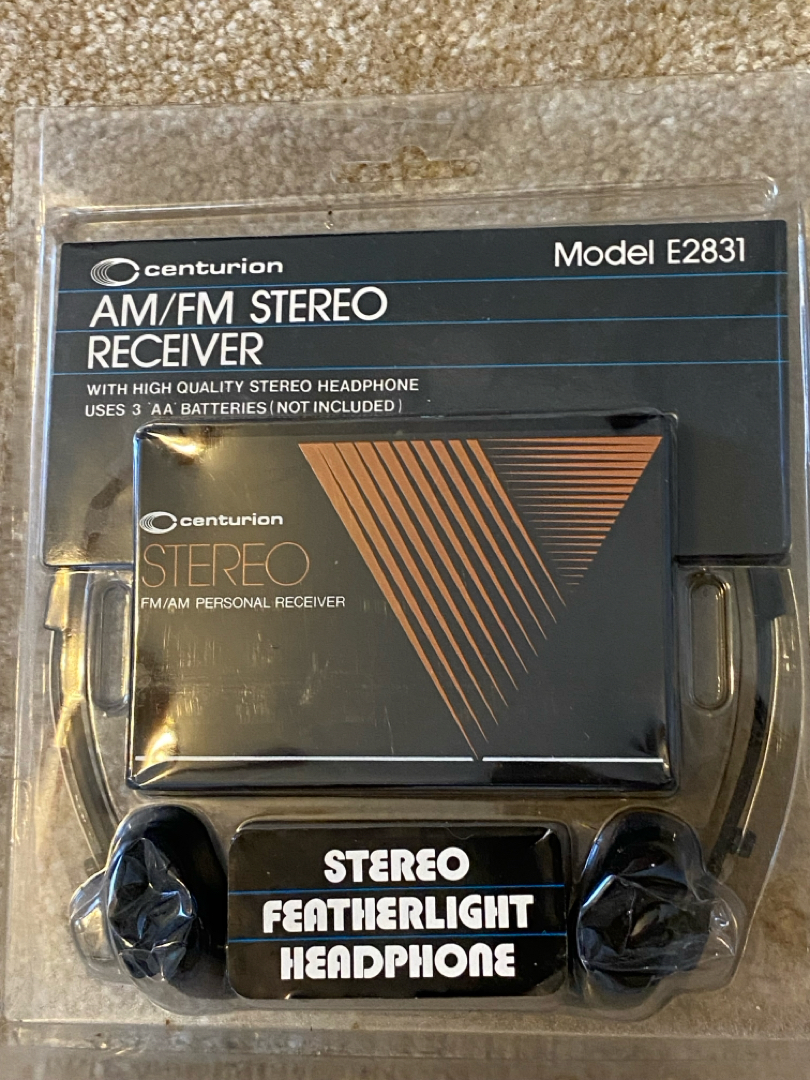 centurion
Model E2831
AM/FM STEREO
RECEIVER
WITH HIGH QUALITY STEREO HEADPHONE
USES 3 'AA' BATTERIES (NOT INCLUDED)
centurion
STEREO
FM/AM PERSONAL RECEIVER
STEREO
FEATHERLIGHT
HEADPHONE